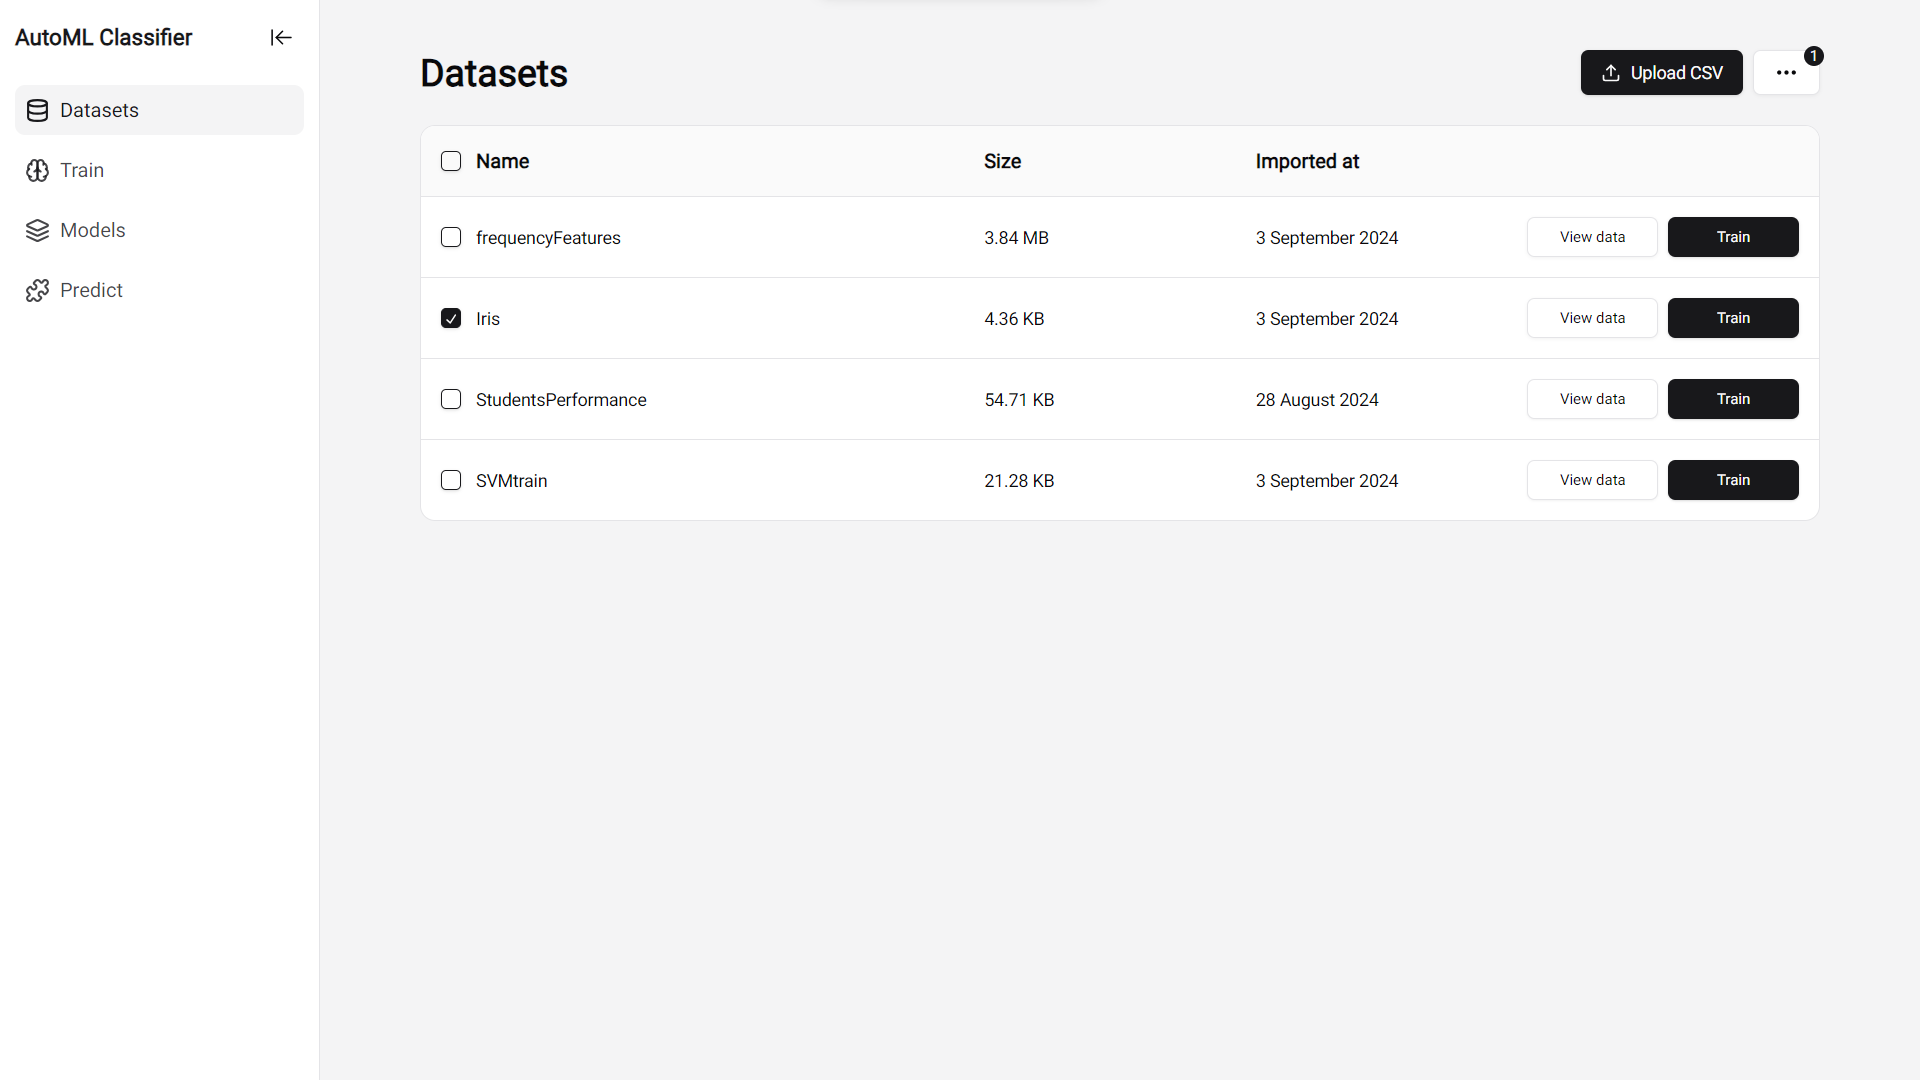 AutoML Classifier
Datasets
Train
Models
Predict
Datasets
Upload CSV
1
Name Size Imported at
frequencyFeatures 3.84 MB 3 September 2024 View data Train
Iris 4.36 KB 3 September 2024 View data Train
StudentsPerformance 54.71 KB 28 August 2024 View data Train
SVMtrain 21.28 KB 3 September 2024 View data Train